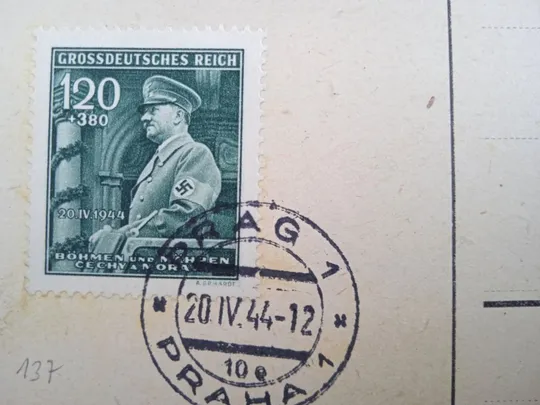 GROSSDEUTSCHES REICH
1.20
+3.80
20.IV.1944
BÖHMEN UND MÄHREN
ČECHY A MORAVA
PRAG 1
* 20 IV. 44-12 *
10e
PRAHA 1
137